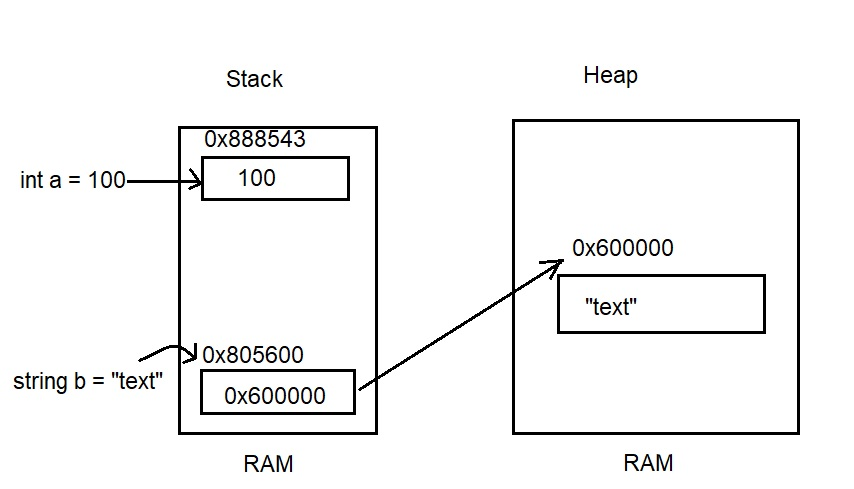 Stack
Heap
0x888543
int a = 100
100
0x600000
"text"
0x805600
string b = "text"
0x600000
RAM
RAM